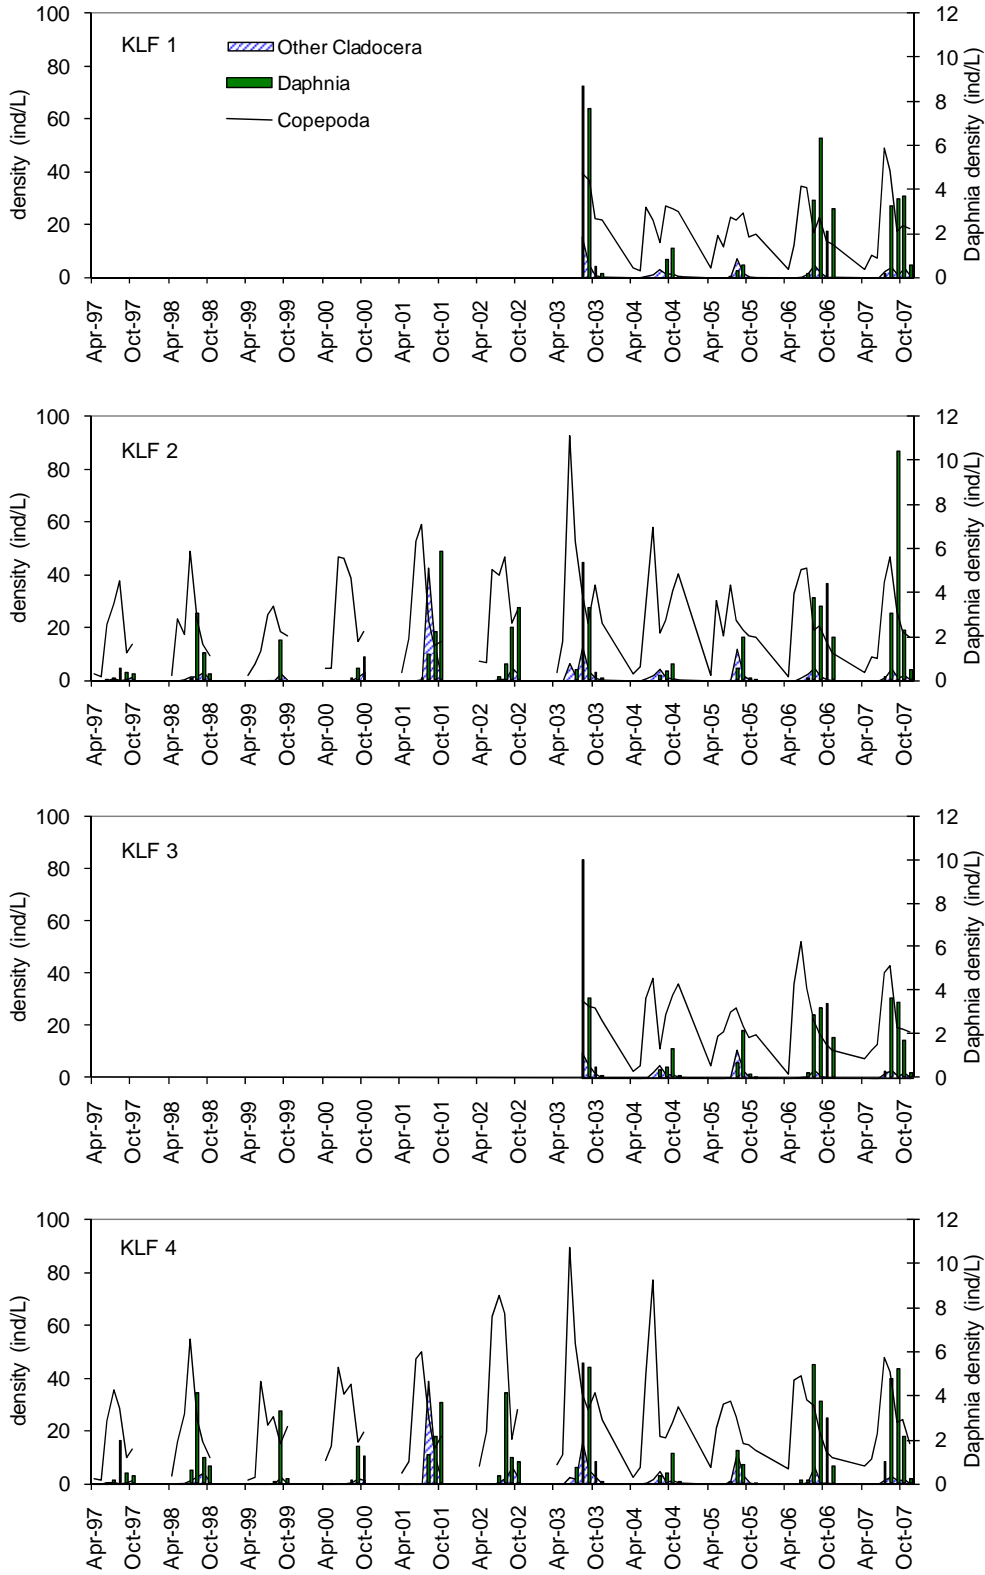 100
80
60
40
20
0
density (ind/L)
KLF 1
Other Cladocera
Daphnia
Copepoda
12
10
8
6
4
2
0
Daphnia density (ind/L)
Apr-97
Oct-97
Apr-98
Oct-98
Apr-99
Oct-99
Apr-00
Oct-00
Apr-01
Oct-01
Apr-02
Oct-02
Apr-03
Oct-03
Apr-04
Oct-04
Apr-05
Oct-05
Apr-06
Oct-06
Apr-07
Oct-07
100
80
60
40
20
0
density (ind/L)
KLF 2
12
10
8
6
4
2
0
Daphnia density (ind/L)
Apr-97
Oct-97
Apr-98
Oct-98
Apr-99
Oct-99
Apr-00
Oct-00
Apr-01
Oct-01
Apr-02
Oct-02
Apr-03
Oct-03
Apr-04
Oct-04
Apr-05
Oct-05
Apr-06
Oct-06
Apr-07
Oct-07
100
80
60
40
20
0
density (ind/L)
KLF 3
12
10
8
6
4
2
0
Daphnia density (ind/L)
Apr-97
Oct-97
Apr-98
Oct-98
Apr-99
Oct-99
Apr-00
Oct-00
Apr-01
Oct-01
Apr-02
Oct-02
Apr-03
Oct-03
Apr-04
Oct-04
Apr-05
Oct-05
Apr-06
Oct-06
Apr-07
Oct-07
100
80
60
40
20
0
density (ind/L)
KLF 4
12
10
8
6
4
2
0
Daphnia density (ind/L)
Apr-97
Oct-97
Apr-98
Oct-98
Apr-99
Oct-99
Apr-00
Oct-00
Apr-01
Oct-01
Apr-02
Oct-02
Apr-03
Oct-03
Apr-04
Oct-04
Apr-05
Oct-05
Apr-06
Oct-06
Apr-07
Oct-07